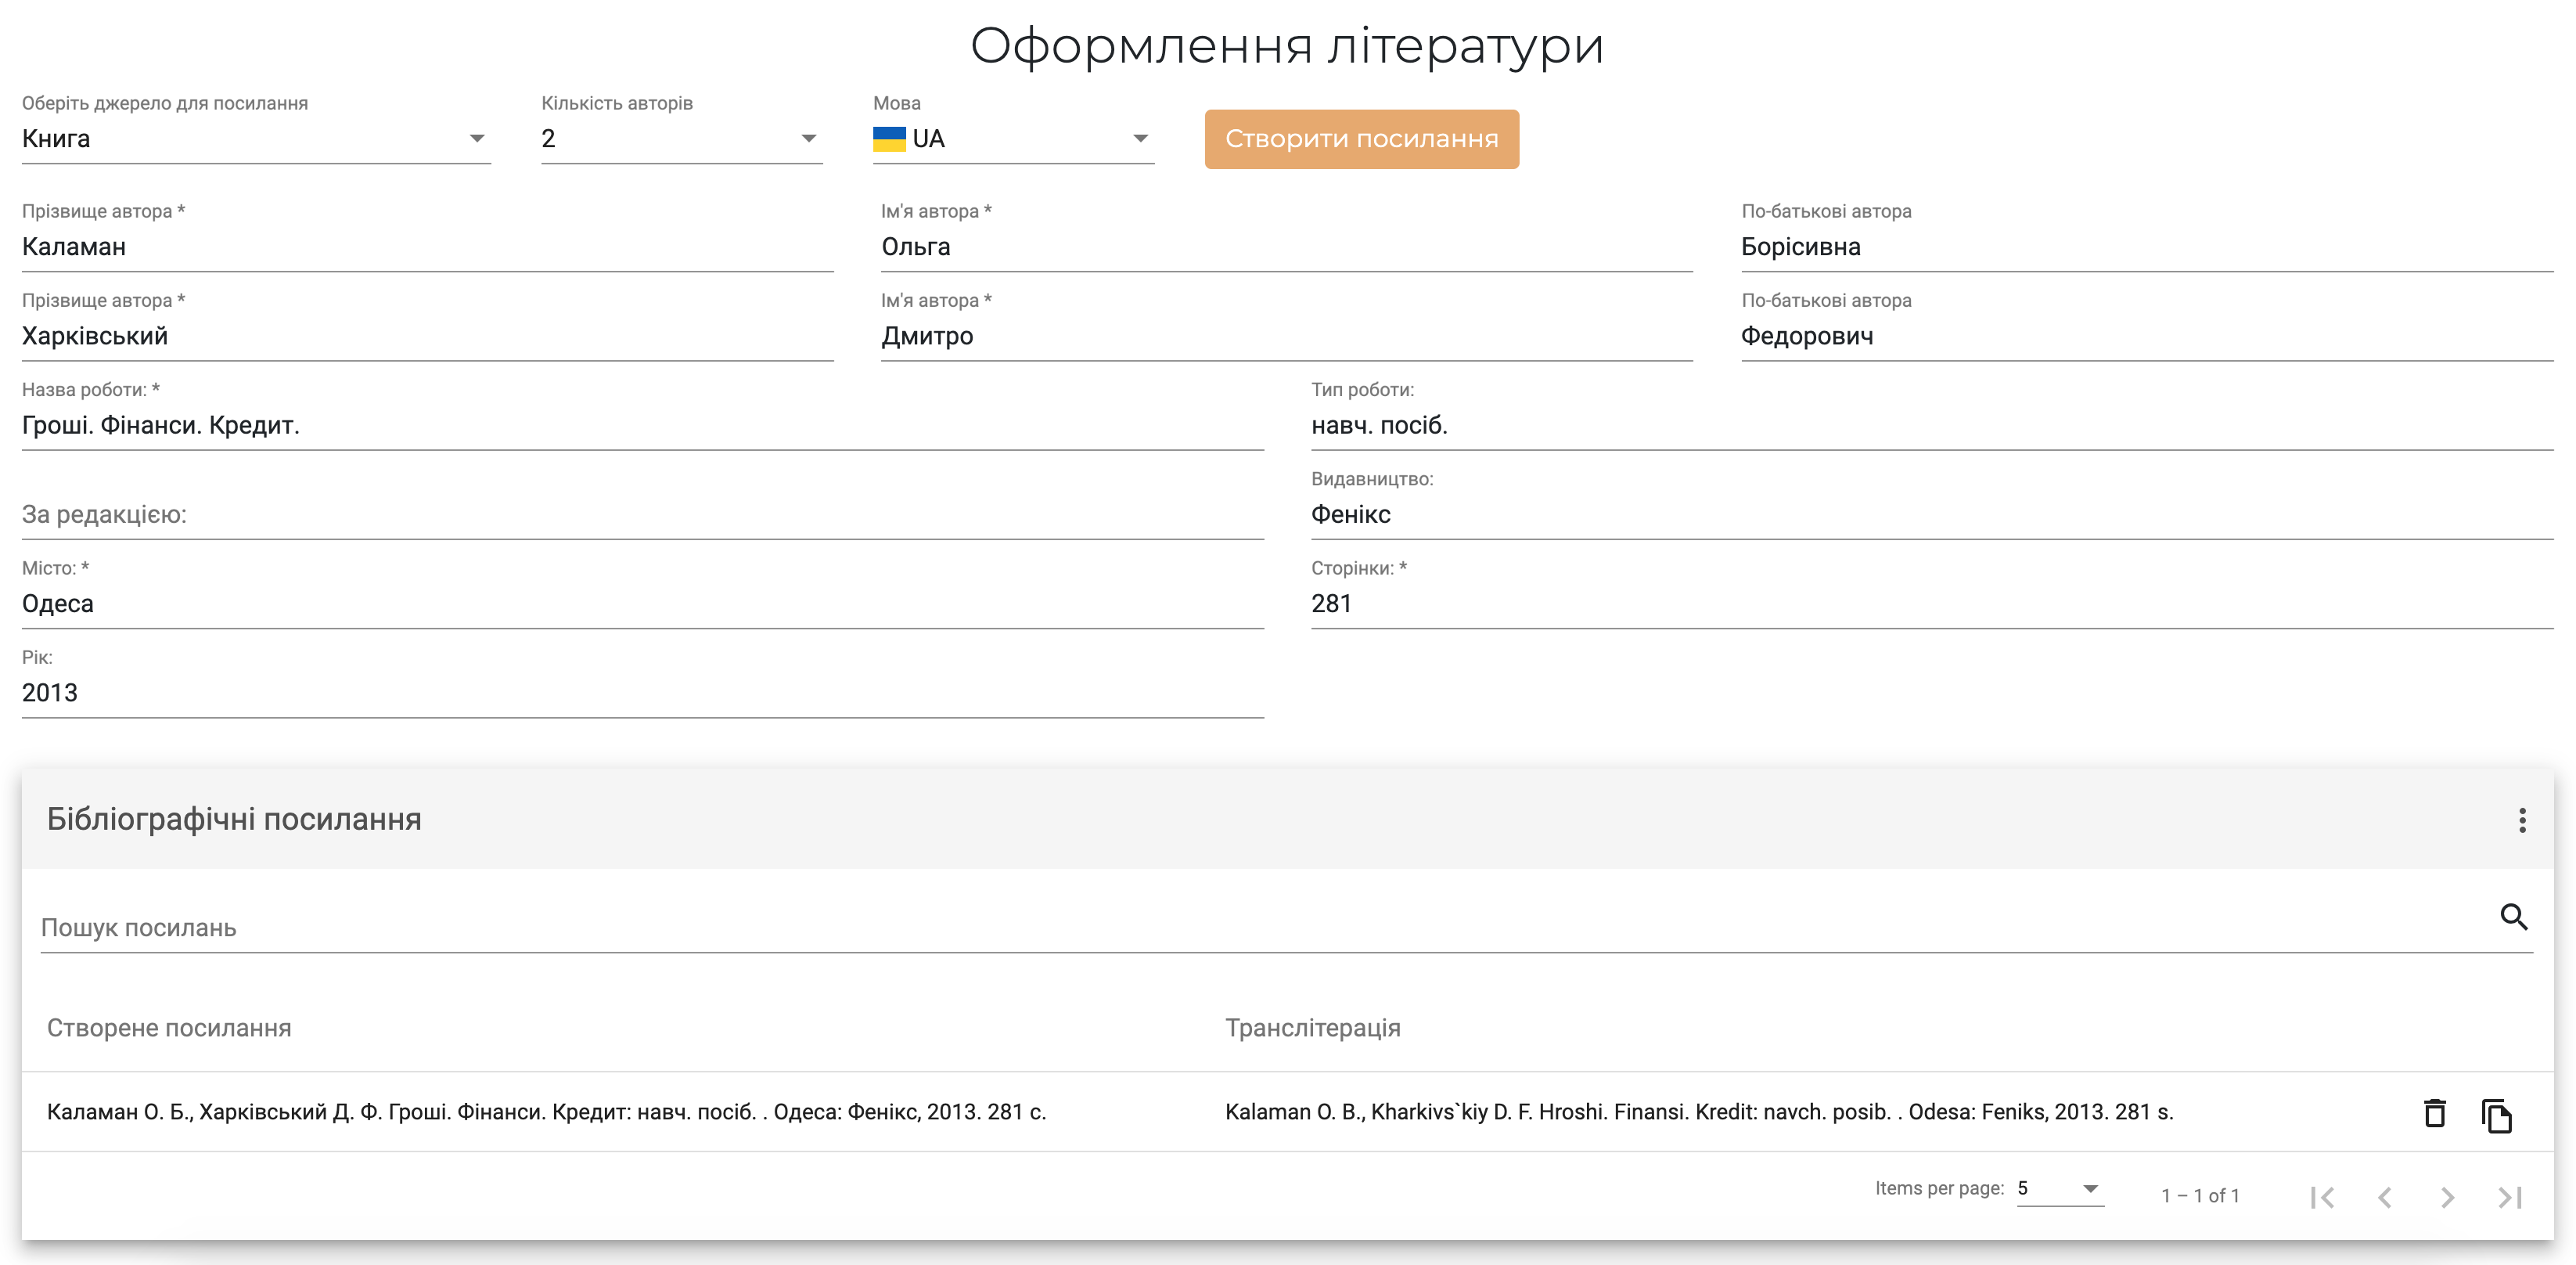 Оформлення літератури
Оберіть джерело для посилання Кількість авторів Мова
Книга 2 UA Створити посилання
Прізвище автора * Ім'я автора * По-батькові автора
Каламан Ольга Борісивна
Прізвище автора * Ім'я автора * По-батькові автора
Харківський Дмитро Федорович
Назва роботи: * Тип роботи:
Гроші. Фінанси. Кредит. навч. посіб.
Видавництво:
За редакцією: Фенікс
Місто: * Сторінки: *
Одеса 281
Рік:
2013
Бібліографічні посилання
Пошук посилань
Створене посилання Транслітерація
Каламан О. Б., Харківський Д. Ф. Гроші. Фінанси. Кредит: навч. посіб. . Одеса: Фенікс, 2013. 281 с. Kalaman O. B., Kharkivs`kiy D. F. Hroshi. Finansi. Kredit: navch. posib. . Odesa: Feniks, 2013. 281 s.
Items per page: 5 1 – 1 of 1